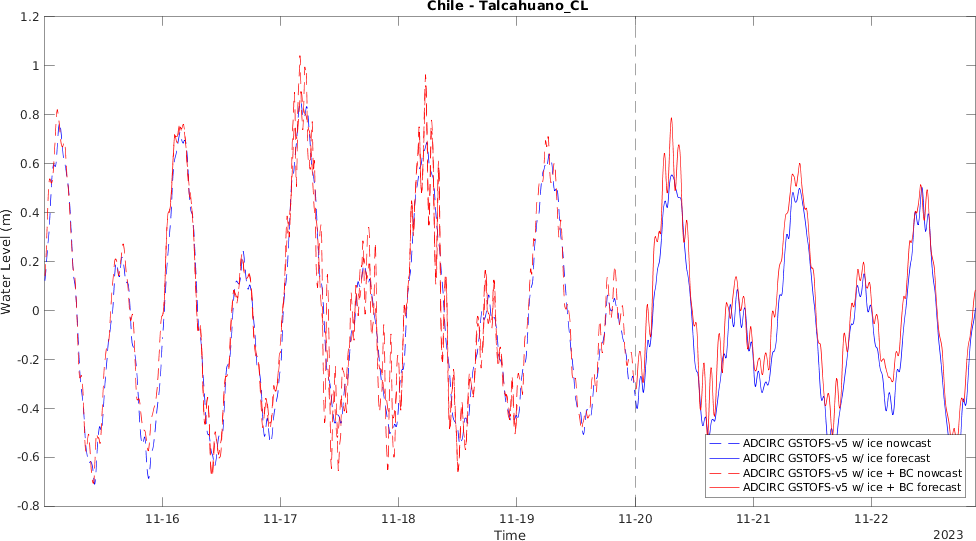 Chile - Talcahuano_CL
1.2
1
0.8
0.6
0.4
0.2
0
-0.2
-0.4
-0.6
-0.8
Water Level (m)
11-16
11-17
11-18
11-19
11-20
11-21
11-22
Time
2023
ADCIRC GSTOFS-v5 w/ ice nowcast
ADCIRC GSTOFS-v5 w/ ice forecast
ADCIRC GSTOFS-v5 w/ ice + BC nowcast
ADCIRC GSTOFS-v5 w/ ice + BC forecast